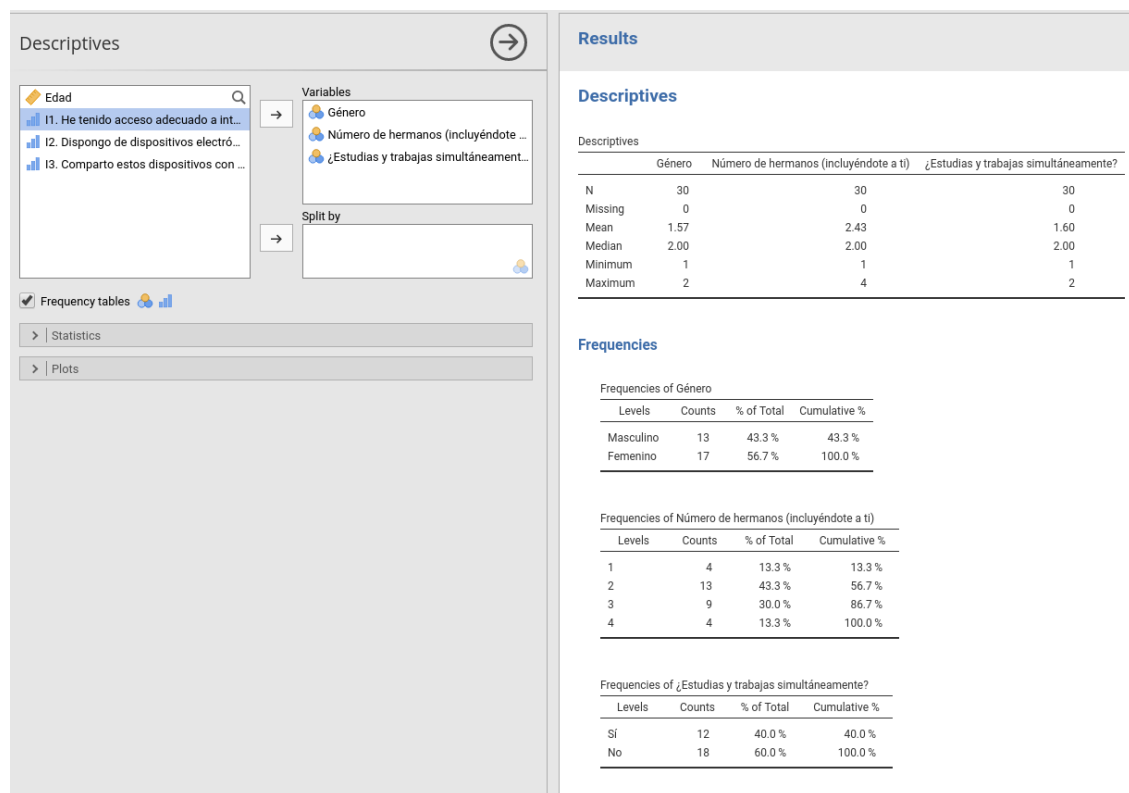 Descriptives
Edad
I1. He tenido acceso adecuado a int...
I2. Dispongo de dispositivos electró...
I3. Comparto estos dispositivos con ...
Variables
Género
Número de hermanos (incluyéndote ...
¿Estudias y trabajas simultáneament...
Split by
Frequency tables
Statistics
Plots
Results
Descriptives
Descriptives
Género Número de hermanos (incluyéndote a ti) ¿Estudias y trabajas simultáneamente?
N 30 30 30
Missing 0 0 0
Mean 1.57 2.43 1.60
Median 2.00 2.00 2.00
Minimum 1 1 1
Maximum 2 4 2
Frequencies
Frequencies of Género
Levels Counts % of Total Cumulative %
Masculino 13 43.3 % 43.3 %
Femenino 17 56.7 % 100.0 %
Frequencies of Número de hermanos (incluyéndote a ti)
Levels Counts % of Total Cumulative %
1 4 13.3 % 13.3 %
2 13 43.3 % 56.7 %
3 9 30.0 % 86.7 %
4 4 13.3 % 100.0 %
Frequencies of ¿Estudias y trabajas simultáneamente?
Levels Counts % of Total Cumulative %
Sí 12 40.0 % 40.0 %
No 18 60.0 % 100.0 %